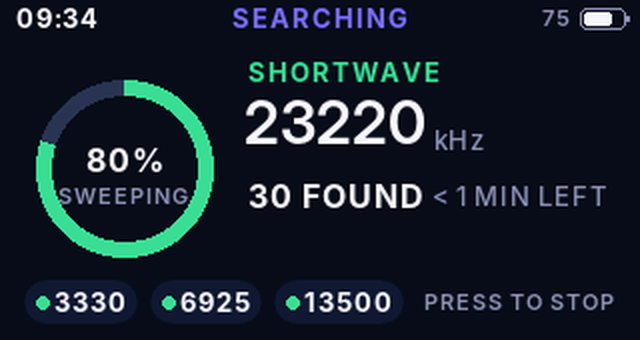 09:34 SEARCHING 75
SHORTWAVE
23220 kHz
80%
SWEEPING
30 FOUND < 1 MIN LEFT
3330 6925 13500 PRESS TO STOP